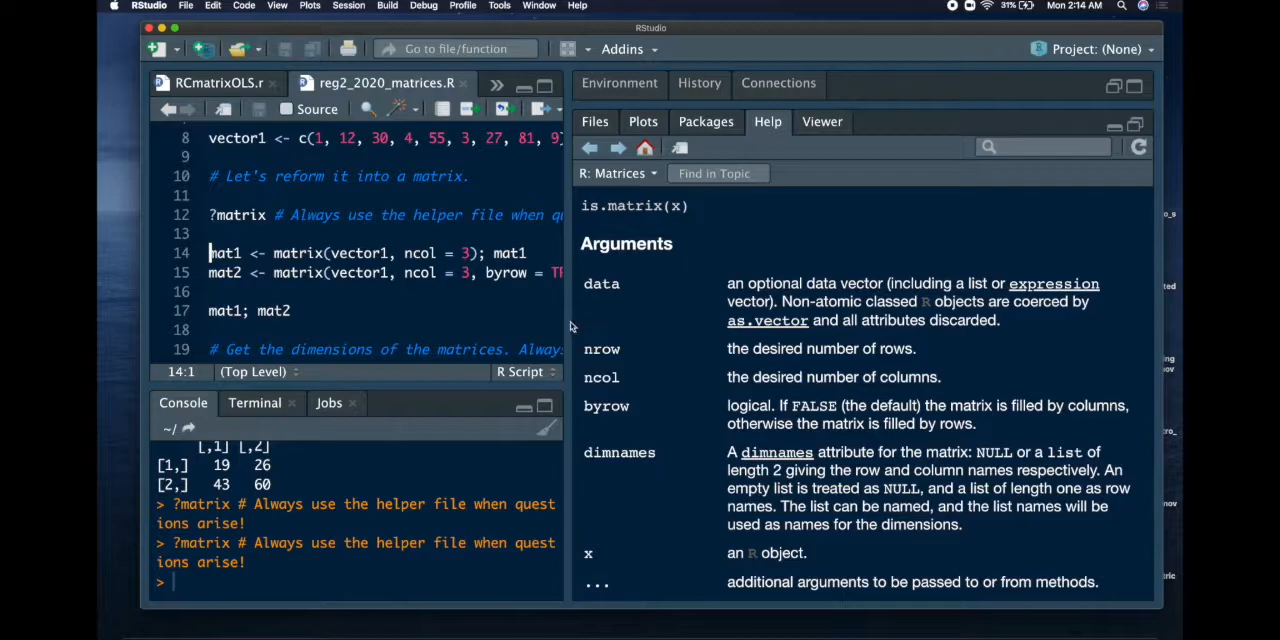 RStudio File Edit Code View Plots Session Build Debug Profile Tools Window Help 31% Mon 2:14 AM
RStudio
Go to file/function Addins Project: (None)
RCmatrixOLS.r reg2_2020_matrices.R
Source
8 vector1 <- c(1, 12, 30, 4, 55, 3, 27, 81, 9)
9
10 # Let's reform it into a matrix.
11
12 ?matrix # Always use the helper file when qu
13
14 mat1 <- matrix(vector1, ncol = 3); mat1
15 mat2 <- matrix(vector1, ncol = 3, byrow = TR
16
17 mat1; mat2
18
19 # Get the dimensions of the matrices. Always
14:1 (Top Level) R Script
Console Terminal Jobs
~/
[,1] [,2]
[1,] 19 26
[2,] 43 60
> ?matrix # Always use the helper file when quest
ions arise!
> ?matrix # Always use the helper file when quest
ions arise!
>
Environment History Connections
Files Plots Packages Help Viewer
R: Matrices Find in Topic
is.matrix(x)
Arguments
data an optional data vector (including a list or expression
vector). Non-atomic classed R objects are coerced by
as.vector and all attributes discarded.
nrow the desired number of rows.
ncol the desired number of columns.
byrow logical. If FALSE (the default) the matrix is filled by columns,
otherwise the matrix is filled by rows.
dimnames A dimnames attribute for the matrix: NULL or a list of
length 2 giving the row and column names respectively. An
empty list is treated as NULL, and a list of length one as row
names. The list can be named, and the list names will be
used as names for the dimensions.
x an R object.
... additional arguments to be passed to or from methods.